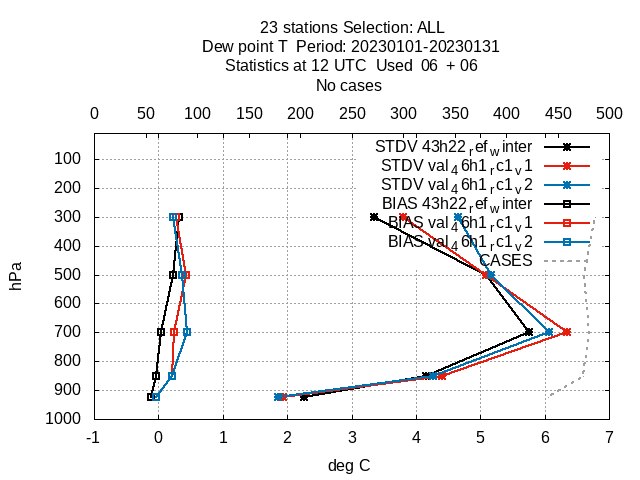 23 stations Selection: ALL
Dew point T  Period: 20230101-20230131
Statistics at 12 UTC  Used  06  + 06
No cases
0 50 100 150 200 250 300 350 400 450 500
STDV 43h22_ref_winter
STDV val_46h1_rc1_v1
STDV val_46h1_rc1_v2
BIAS 43h22_ref_winter
BIAS val_46h1_rc1_v1
BIAS val_46h1_rc1_v2
CASES
hPa
100
200
300
400
500
600
700
800
900
1000
-1 0 1 2 3 4 5 6 7
deg C